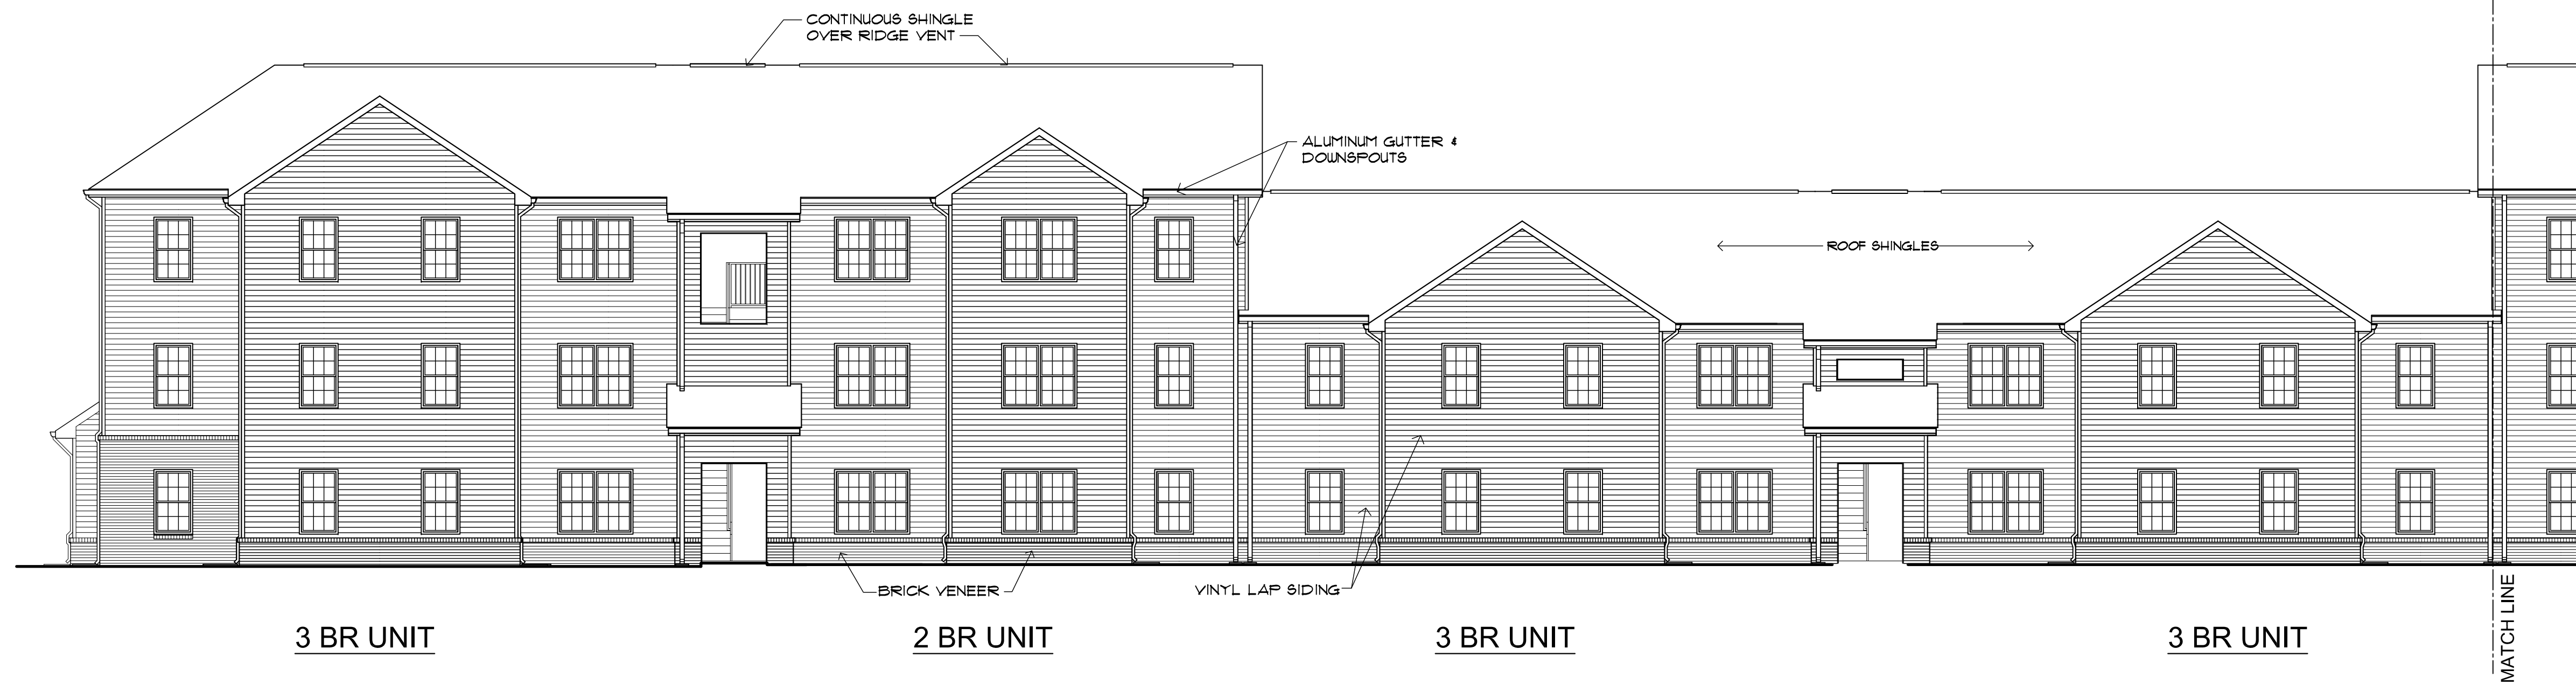 CONTINUOUS SHINGLE
OVER RIDGE VENT
ALUMINUM GUTTER &
DOWNSPOUTS
ROOF SHINGLES
BRICK VENEER
VINYL LAP SIDING
3 BR UNIT
2 BR UNIT
3 BR UNIT
3 BR UNIT
MATCH LINE